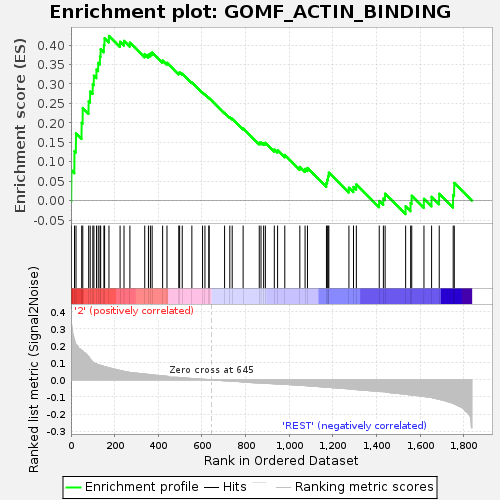 Enrichment plot: GOMF_ACTIN_BINDING
Enrichment score (ES)
0.40
0.35
0.30
0.25
0.20
0.15
0.10
0.05
0.00
-0.05
Ranked list metric (Signal2Noise)
0.4
0.3
0.2
0.1
0.0
-0.1
-0.2
-0.3
'2' (positively correlated)
Zero cross at 645
'REST' (negatively correlated)
0 200 400 600 800 1,000 1,200 1,400 1,600 1,800
Rank in Ordered Dataset
Enrichment profile Hits Ranking metric scores